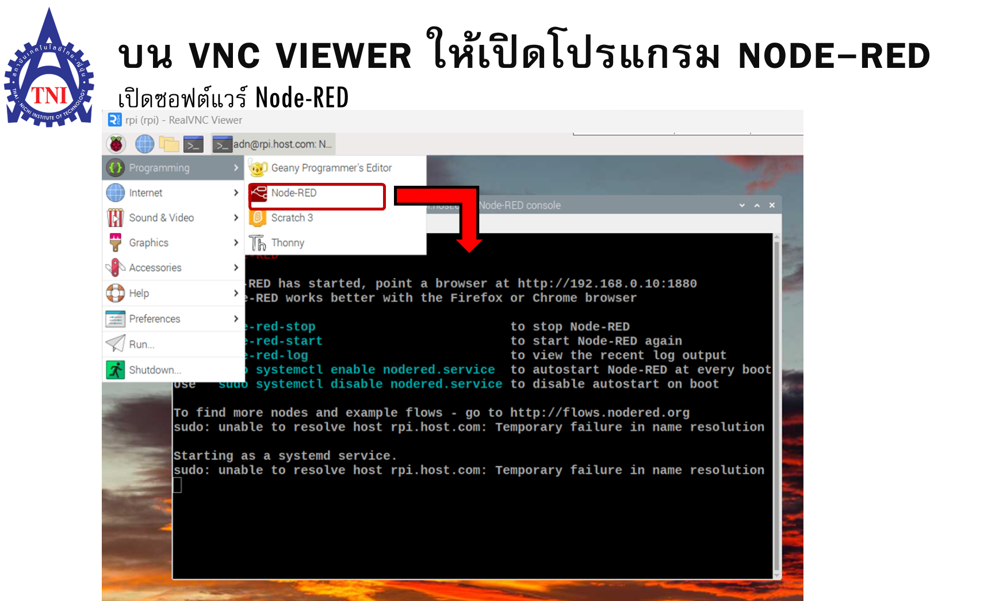 บน VNC VIEWER ให้เปิดโปรแกรม NODE-RED
เปิดซอฟต์แวร์ Node-RED
สถาบันเทคโนโลยีไทย-ญี่ปุ่น
TNI
THAI - NICHI INSTITUTE OF TECHNOLOGY
rpi (rpi) - RealVNC Viewer
adn@rpi.host.com: N...
Programming
Internet
Sound & Video
Graphics
Accessories
Help
Preferences
Run...
Shutdown...
Geany Programmer's Editor
Node-RED
Scratch 3
Thonny
Node-RED console
-RED has started, point a browser at http://192.168.0.10:1880
-RED works better with the Firefox or Chrome browser
-red-stop to stop Node-RED
-red-start to start Node-RED again
-red-log to view the recent log output
systemctl enable nodered.service to autostart Node-RED at every boot
Use sudo systemctl disable nodered.service to disable autostart on boot
To find more nodes and example flows - go to http://flows.nodered.org
sudo: unable to resolve host rpi.host.com: Temporary failure in name resolution
Starting as a systemd service.
sudo: unable to resolve host rpi.host.com: Temporary failure in name resolution